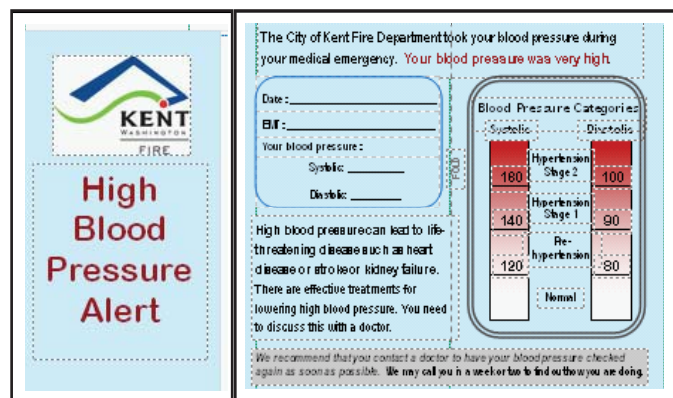 KENT
WASHINGTON
FIRE
High
Blood
Pressure
Alert
The City of Kent Fire Department took your blood pressure during
your medical emergency. Your blood pressure was very high.
Date:
EMT:
Your blood pressure:
Systolic:
Diastolic:
High blood pressure can lead to life-
threatening disease such as heart
disease or stroke or kidney failure.
There are effective treatments for
lowering high blood pressure. You need
to discuss this with a doctor.
FOLD
Blood Pressure Categories
Systolic Diastolic
Hypertension
Stage 2
160 100
Hypertension
Stage 1
140 90
Pre-
hypertension
120 80
Normal
We recommend that you contact a doctor to have your blood pressure checked
again as soon as possible. We may call you in a week or two to find out how you are doing.